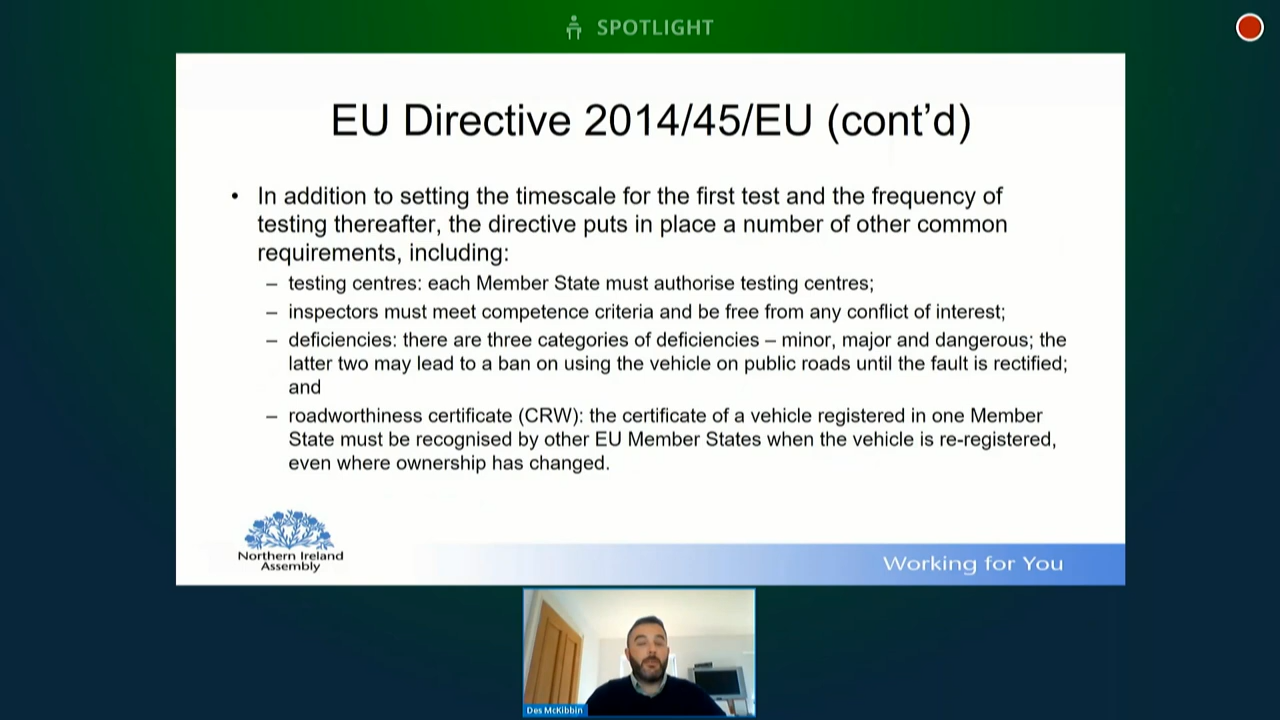 SPOTLIGHT
EU Directive 2014/45/EU (cont’d)
• In addition to setting the timescale for the first test and the frequency of
testing thereafter, the directive puts in place a number of other common
requirements, including:
– testing centres: each Member State must authorise testing centres;
– inspectors must meet competence criteria and be free from any conflict of interest;
– deficiencies: there are three categories of deficiencies – minor, major and dangerous; the
latter two may lead to a ban on using the vehicle on public roads until the fault is rectified;
and
– roadworthiness certificate (CRW): the certificate of a vehicle registered in one Member
State must be recognised by other EU Member States when the vehicle is re-registered,
even where ownership has changed.
Northern Ireland
Assembly
Working for You
Des McKibbin